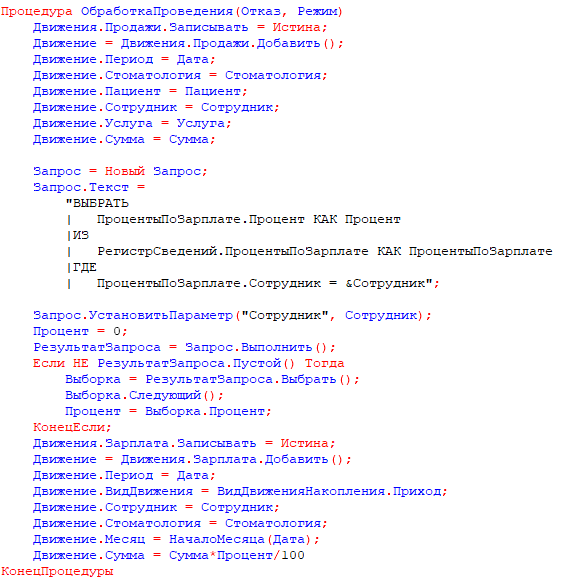 Процедура ОбработкаПроведения(Отказ, Режим)
    Движения.Продажи.Записывать = Истина;
    Движение = Движения.Продажи.Добавить();
    Движение.Период = Дата;
    Движение.Стоматология = Стоматология;
    Движение.Пациент = Пациент;
    Движение.Сотрудник = Сотрудник;
    Движение.Услуга = Услуга;
    Движение.Сумма = Сумма;

    Запрос = Новый Запрос;
    Запрос.Текст =
        "ВЫБРАТЬ
        |   ПроцентыПоЗарплате.Процент КАК Процент
        |ИЗ
        |   РегистрСведений.ПроцентыПоЗарплате КАК ПроцентыПоЗарплате
        |ГДЕ
        |   ПроцентыПоЗарплате.Сотрудник = &Сотрудник";

    Запрос.УстановитьПараметр("Сотрудник", Сотрудник);
    Процент = 0;
    РезультатЗапроса = Запрос.Выполнить();
    Если НЕ РезультатЗапроса.Пустой() Тогда
        Выборка = РезультатЗапроса.Выбрать();
        Выборка.Следующий();
        Процент = Выборка.Процент;
    КонецЕсли;
    Движения.Зарплата.Записывать = Истина;
    Движение = Движения.Зарплата.Добавить();
    Движение.Период = Дата;
    Движение.ВидДвижения = ВидДвиженияНакопления.Приход;
    Движение.Сотрудник = Сотрудник;
    Движение.Стоматология = Стоматология;
    Движение.Месяц = НачалоМесяца(Дата);
    Движение.Сумма = Сумма*Процент/100
КонецПроцедуры